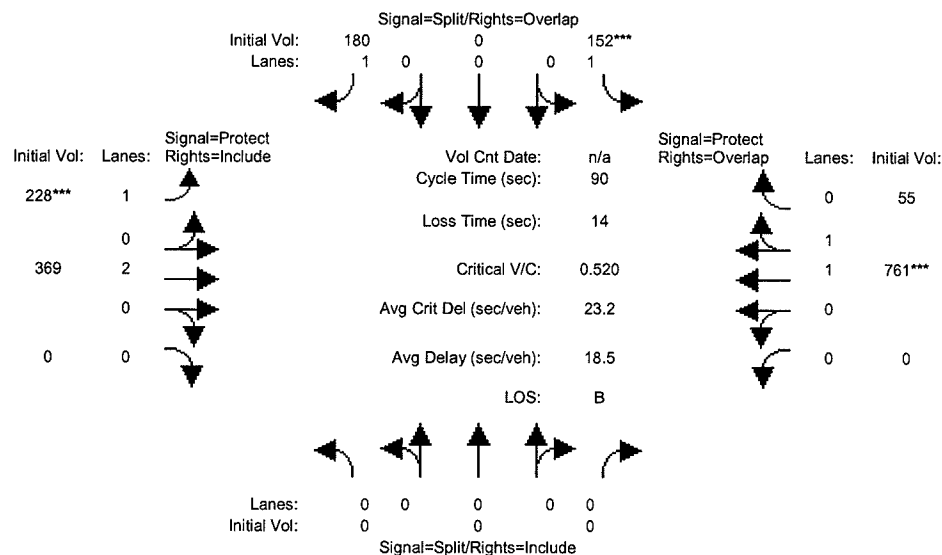 Signal=Split/Rights=Overlap
Initial Vol: 180 0 152***
Lanes: 1 0 0 0 1
Signal=Protect
Initial Vol: Lanes: Rights=Include
228*** 1
0
369 2
0
0 0
Vol Cnt Date: n/a
Cycle Time (sec): 90
Loss Time (sec): 14
Critical V/C: 0.520
Avg Crit Del (sec/veh): 23.2
Avg Delay (sec/veh): 18.5
LOS: B
Signal=Protect
Rights=Overlap Lanes: Initial Vol:
0 55
1
1 761***
0
0 0
Lanes: 0 0 0 0 0
Initial Vol: 0 0 0
Signal=Split/Rights=Include